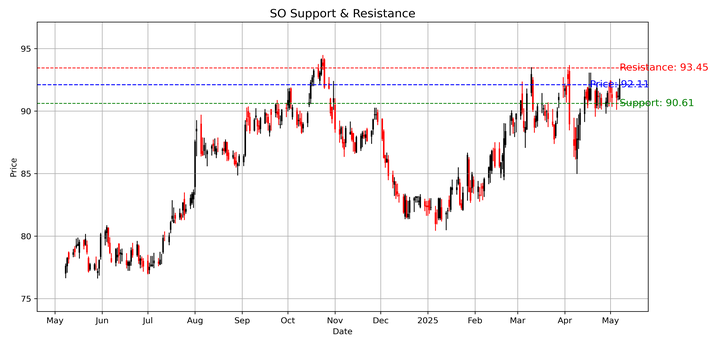 SO Support & Resistance
Price
95
90
85
80
75
Resistance: 93.45
Price: 92.11
Support: 90.61
May Jun Jul Aug Sep Oct Nov Dec 2025 Feb Mar Apr May
Date